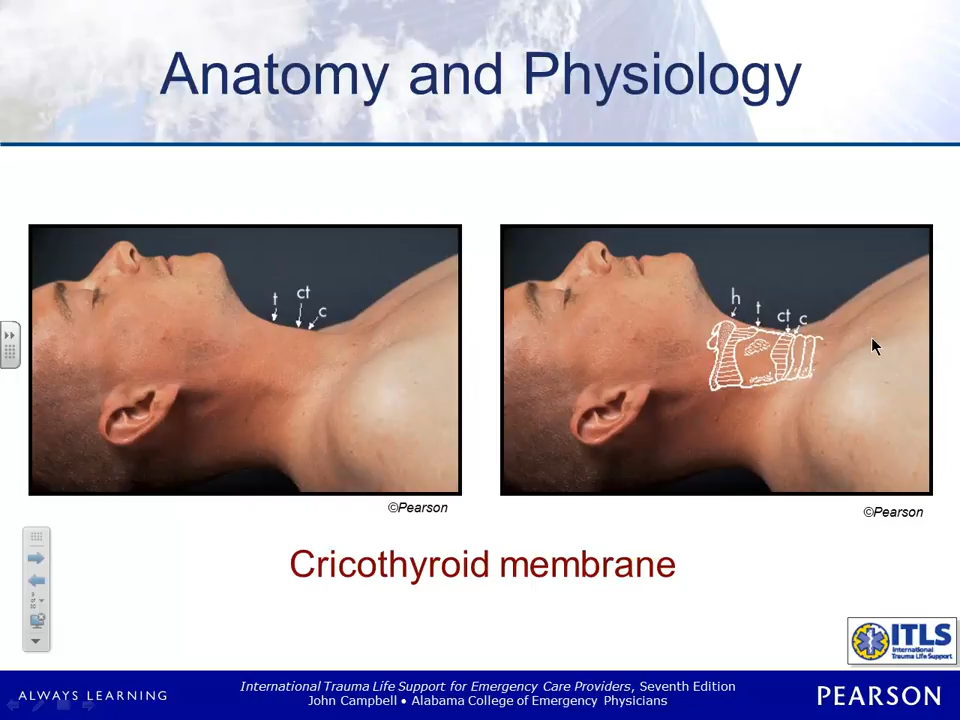 Anatomy and Physiology
t
ct
c
h
t
ct
c
©Pearson
©Pearson
Cricothyroid membrane
ITLS
International
Trauma Life Support
ALWAYS LEARNING
International Trauma Life Support for Emergency Care Providers, Seventh Edition
John Campbell • Alabama College of Emergency Physicians
PEARSON